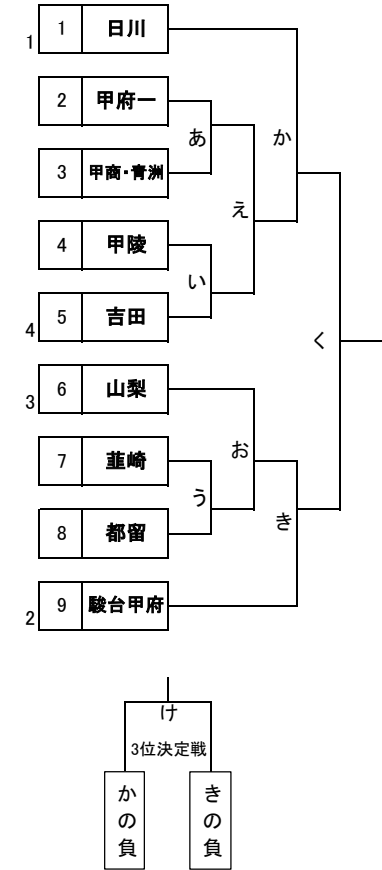 1 1 日川
2 甲府一
あ
か
3 甲商・青洲
え
4 甲陵
い
4 5 吉田
く
3 6 山梨
お
7 韮崎
う
き
8 都留
2 9 駿台甲府
け
3位決定戦
かの負
きの負